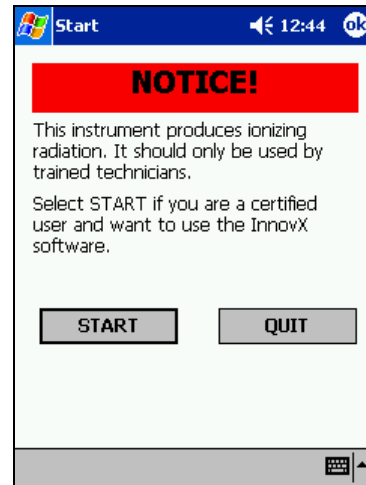 Start 12:44 ok
NOTICE!
This instrument produces ionizing
radiation. It should only be used by
trained technicians.
Select START if you are a certified
user and want to use the InnovX
software.
START QUIT